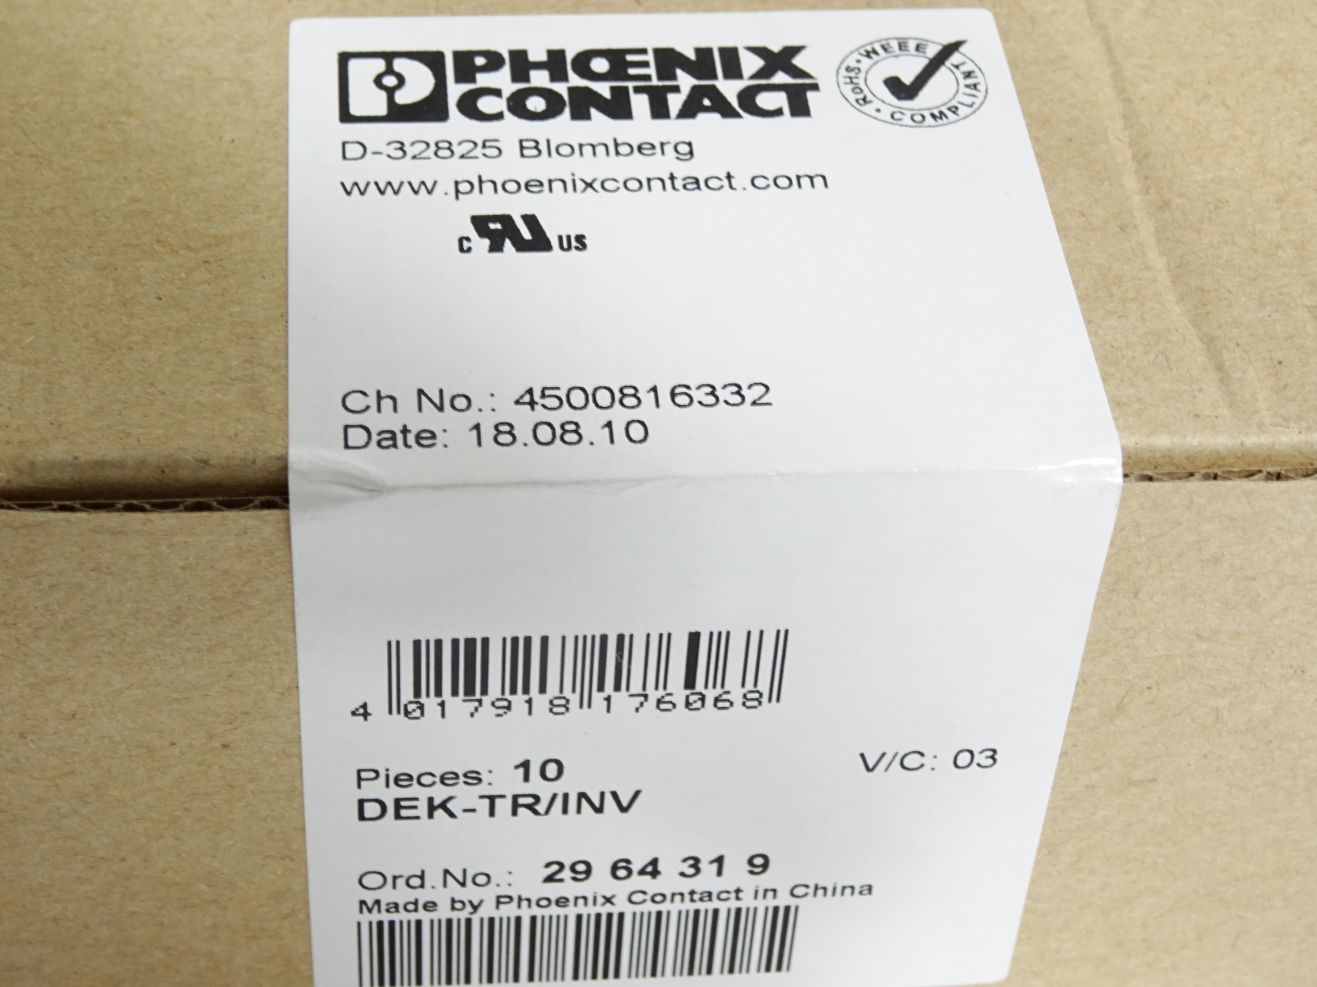 PHŒNIX
CONTACT
WEEE · COMPLIANT · RoHS ·
D-32825 Blomberg
www.phoenixcontact.com
c RU US
Ch No.: 4500816332
Date: 18.08.10
4 017918 176068
Pieces: 10
V/C: 03
DEK-TR/INV
Ord.No.: 29 64 31 9
Made by Phoenix Contact in China